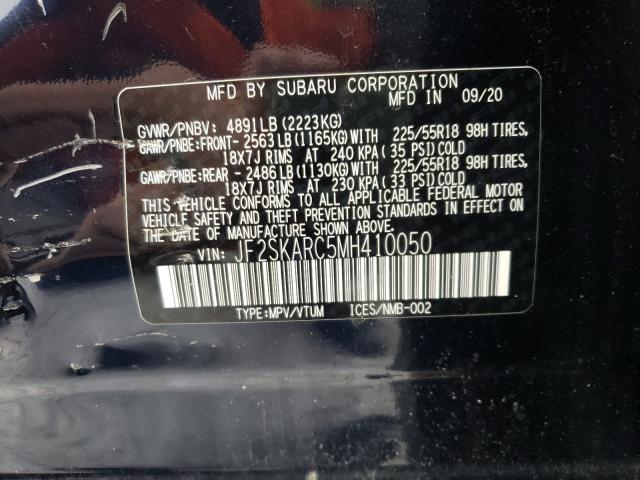 MFD BY SUBARU CORPORATION
MFD IN 09/20
GVWR/PNBV: 4891LB(2223KG)
GAWR/PNBE:FRONT- 2563LB(1165KG)WITH 225/55R18 98H TIRES,
18X7J RIMS AT 240 KPA(35 PSI)COLD
GAWR/PNBE:REAR - 2486LB(1130KG)WITH 225/55R18 98H TIRES,
18X7J RIMS AT 230 KPA(33 PSI)COLD
THIS VEHICLE CONFORMS TO ALL APPLICABLE FEDERAL MOTOR
VEHICLE SAFETY AND THEFT PREVENTION STANDARDS IN EFFECT ON
THE DATE OF MANUFACTURE SHOWN ABOVE.
VIN: JF2SKARC5MH410050
TYPE:MPV/VTUM ICES/NMB-002